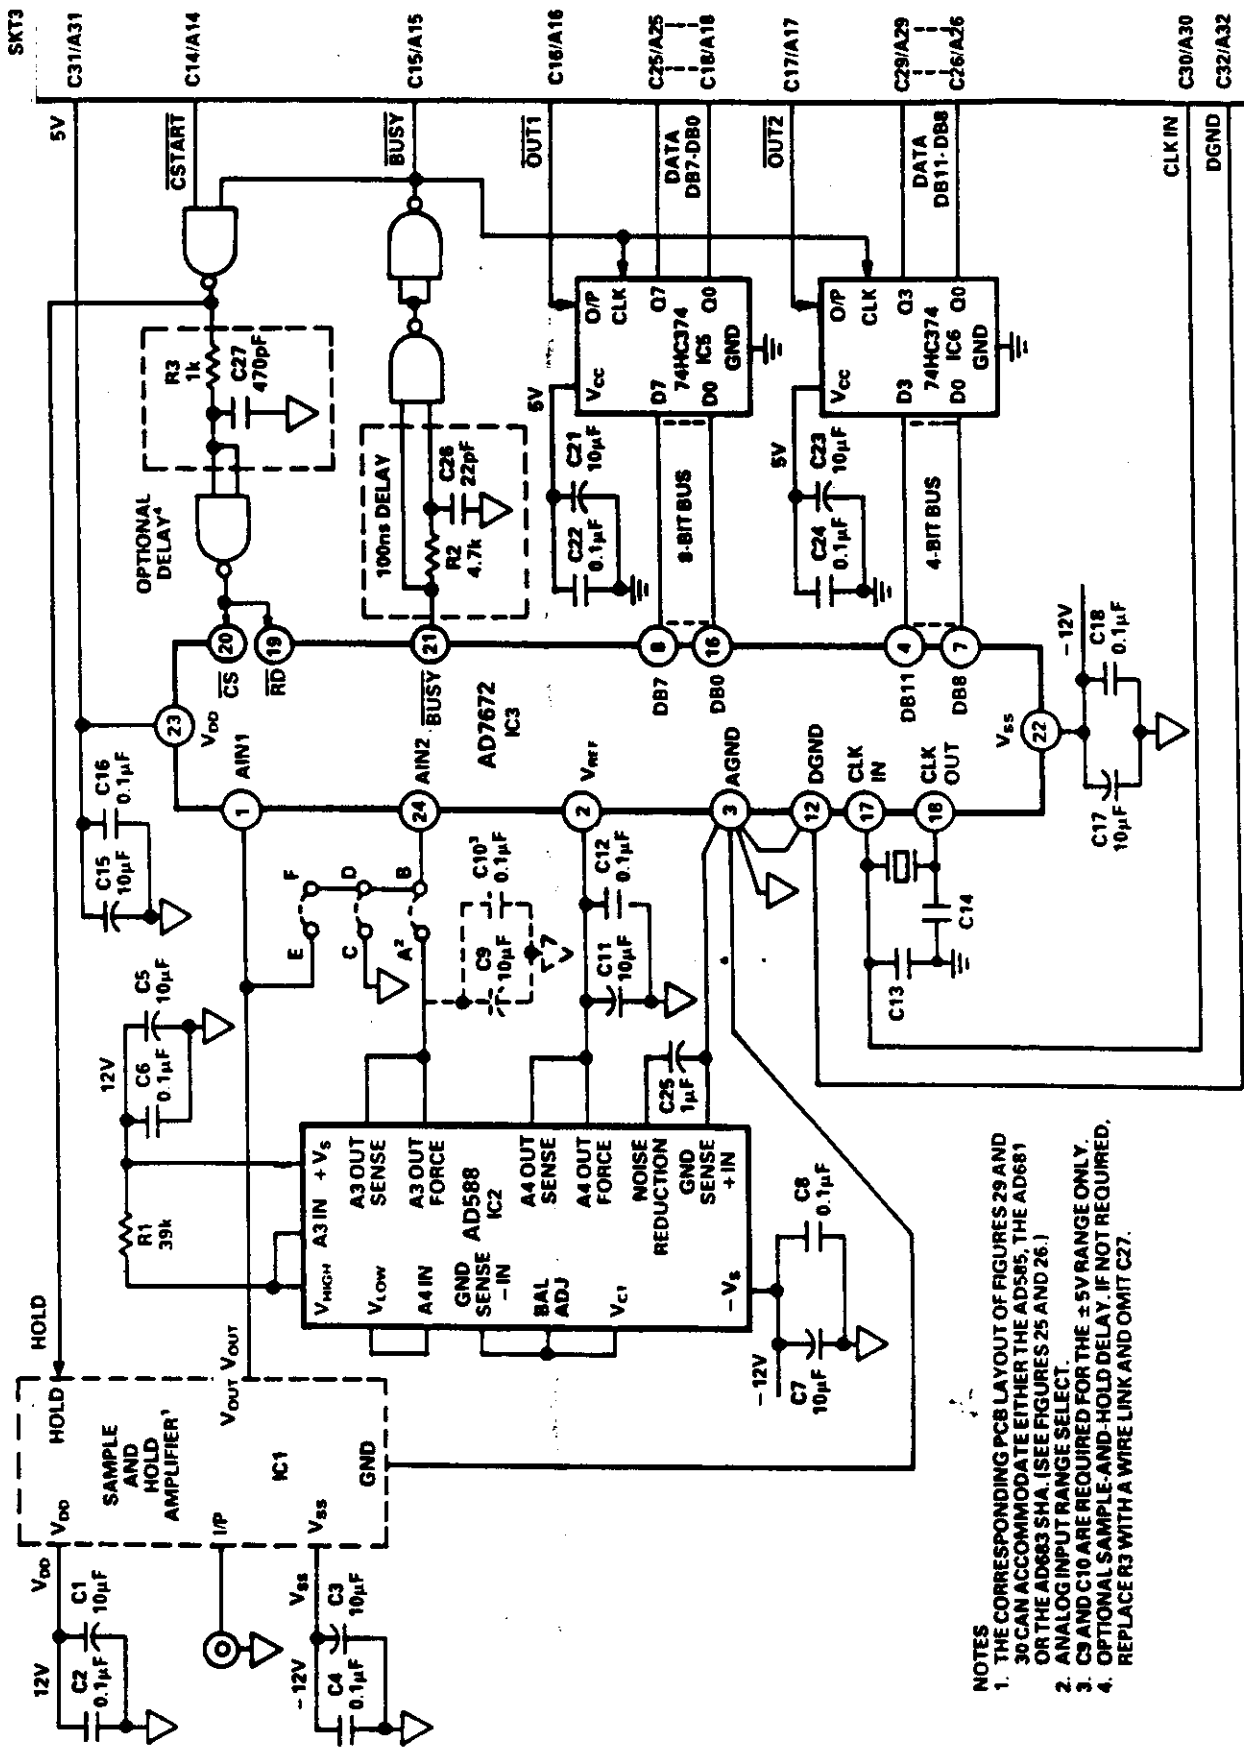 SKT3
5V
C31/A31
CSTART
C14/A14
BUSY
C15/A15
OUT1
C16/A16
DATA
DB7-DB0
C25/A25
C18/A18
OUT2
C17/A17
DATA
DB11-DB8
C29/A29
C26/A26
CLK IN
C30/A30
DGND
C32/A32
R3
1k
C27
470pF
OPTIONAL
DELAY4
100ns DELAY
C26
22pF
R2
4.7k
5V
C21
10µF
C22
0.1µF
VCC
O/P
CLK
D7
Q7
74HC374
IC5
D0
Q0
GND
8-BIT BUS
5V
C23
10µF
C24
0.1µF
VCC
O/P
CLK
D3
Q3
74HC374
IC6
D0
Q0
GND
4-BIT BUS
23
VDD
20
CS
19
RD
21
BUSY
8
DB7
16
DB0
4
DB11
7
DB8
AD7672
IC3
1
AIN1
24
AIN2
2
VREF
3
AGND
12
DGND
17
CLK
IN
18
CLK
OUT
22
VSS
-12V
C18
0.1µF
C17
10µF
C16
0.1µF
C15
10µF
F
E
D
C
B
A2
C103
0.1µF
C9
10µF
C12
0.1µF
C11
10µF
C25
1µF
C13
C14
12V
C5
10µF
C6
0.1µF
R1
39k
VHIGH
A3 IN
+ VS
A3 OUT
SENSE
A3 OUT
FORCE
A4 OUT
SENSE
A4 OUT
FORCE
NOISE
REDUCTION
GND
SENSE
+IN
AD588
IC2
VLOW
A4 IN
GND
SENSE
-IN
BAL
ADJ
VCT
-VS
-12V
C7
10µF
C8
0.1µF
HOLD
HOLD
VOUT
VOUT
SAMPLE
AND
HOLD
AMPLIFIER1
IC1
GND
VDD
VDD
I/P
VSS
VSS
12V
C1
10µF
C2
0.1µF
-12V
C3
10µF
C4
0.1µF
NOTES
1. THE CORRESPONDING PCB LAYOUT OF FIGURES 29 AND
30 CAN ACCOMMODATE EITHER THE AD585, THE AD681
OR THE AD683 SHA. (SEE FIGURES 25 AND 26.)
2. ANALOG INPUT RANGE SELECT.
3. C9 AND C10 ARE REQUIRED FOR THE ±5V RANGE ONLY.
4. OPTIONAL SAMPLE-AND-HOLD DELAY. IF NOT REQUIRED,
REPLACE R3 WITH A WIRE LINK AND OMIT C27.